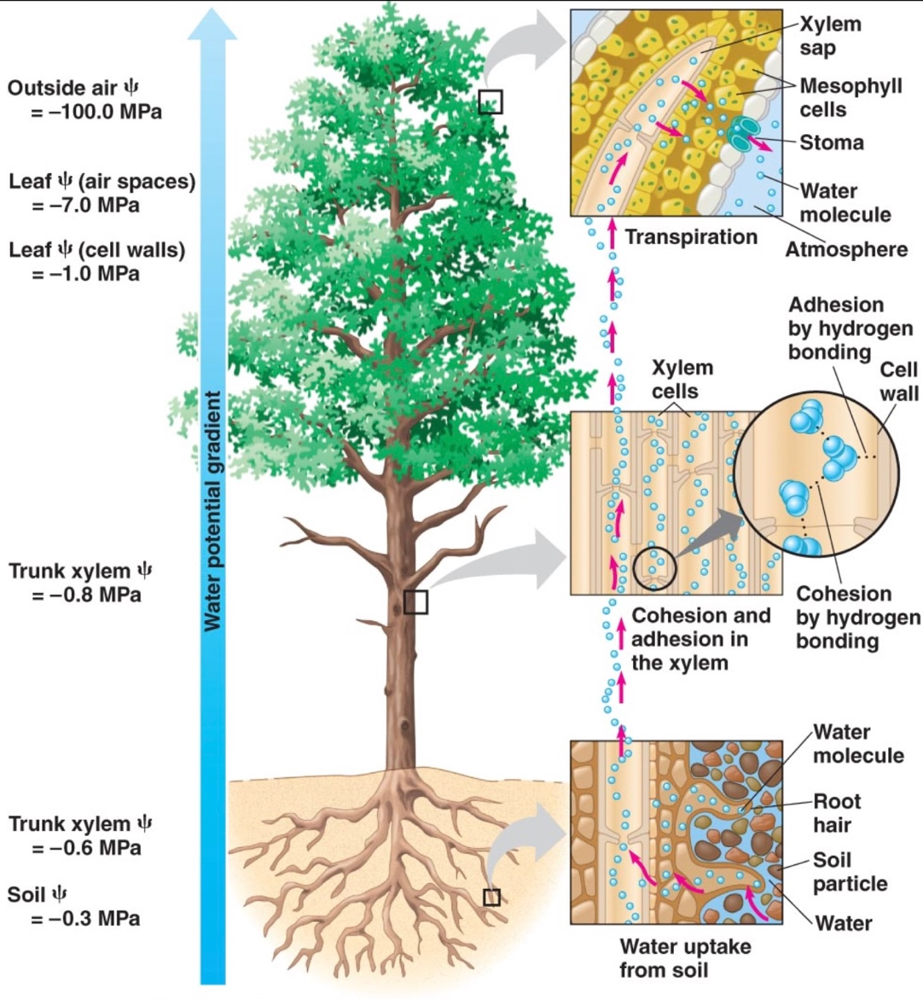 Outside air ψ
= –100.0 MPa
Leaf ψ (air spaces)
= –7.0 MPa
Leaf ψ (cell walls)
= –1.0 MPa
Trunk xylem ψ
= –0.8 MPa
Trunk xylem ψ
= –0.6 MPa
Soil ψ
= –0.3 MPa
Water potential gradient
Xylem
sap
Mesophyll
cells
Stoma
Water
molecule
Atmosphere
Transpiration
Adhesion
by hydrogen
bonding
Cell
wall
Xylem
cells
Cohesion and
adhesion in
the xylem
Cohesion
by hydrogen
bonding
Water
molecule
Root
hair
Soil
particle
Water
Water uptake
from soil